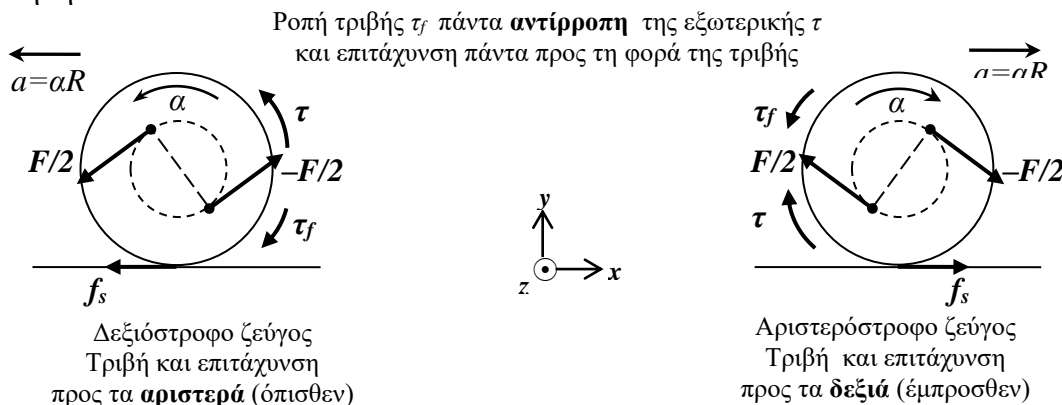 Ροπή τριβής τf πάντα αντίρροπη της εξωτερικής τ
και επιτάχυνση πάντα προς τη φορά της τριβής
a=αR
α
τ
F/2
–F/2
τf
fs
Δεξιόστροφο ζεύγος
Τριβή και επιτάχυνση
προς τα αριστερά (όπισθεν)
y
x
z
a=αR
τf
α
F/2
–F/2
τ
fs
Αριστερόστροφο ζεύγος
Τριβή και επιτάχυνση
προς τα δεξιά (έμπροσθεν)